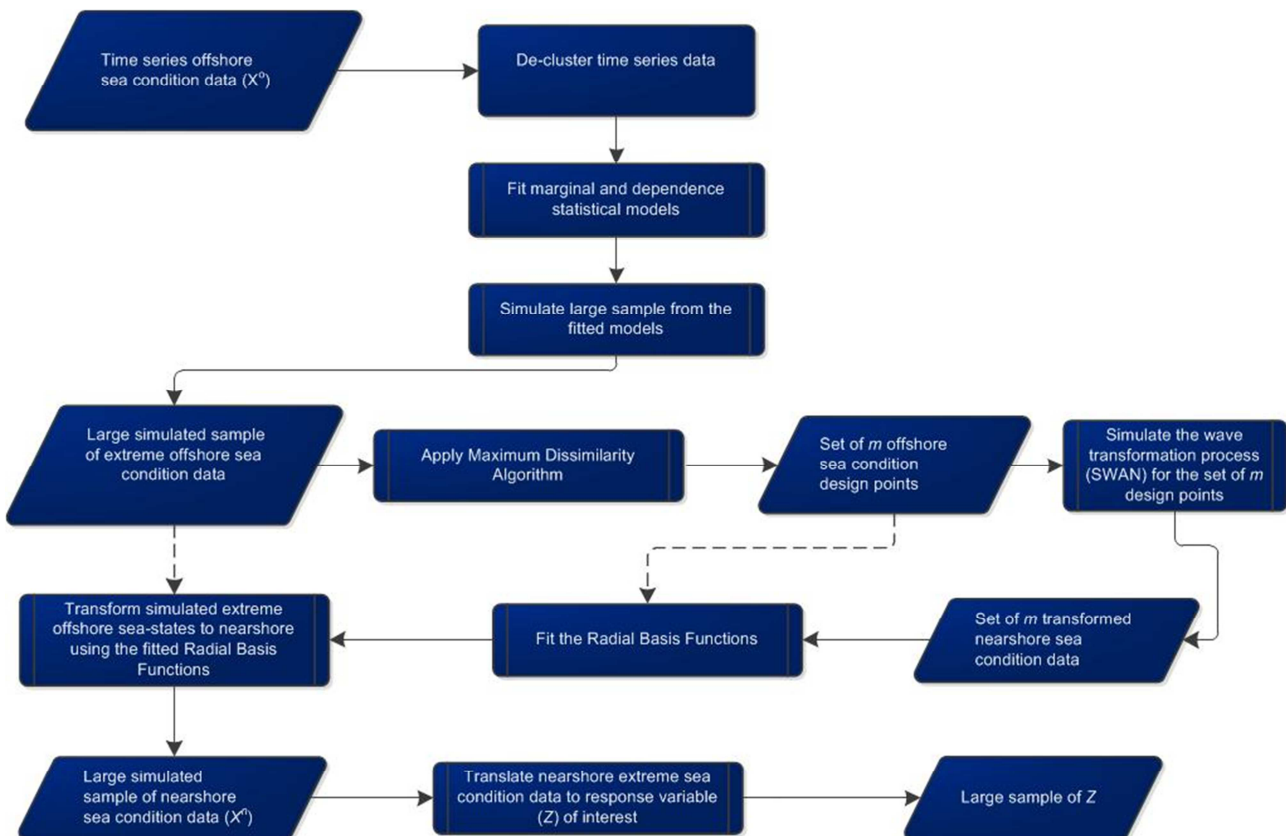 Time series offshore
sea condition data (Xᵒ)
De-cluster time series data
Fit marginal and dependence
statistical models
Simulate large sample from the
fitted models
Large simulated sample
of extreme offshore sea
condition data
Apply Maximum Dissimilarity
Algorithm
Set of m offshore
sea condition
design points
Simulate the wave
transformation process
(SWAN) for the set of m
design points
Transform simulated extreme
offshore sea-states to nearshore
using the fitted Radial Basis
Functions
Fit the Radial Basis Functions
Set of m transformed
nearshore sea
condition data
Large simulated
sample of nearshore
sea condition data (Xⁿ)
Translate nearshore extreme sea
condition data to response variable
(Z) of interest
Large sample of Z